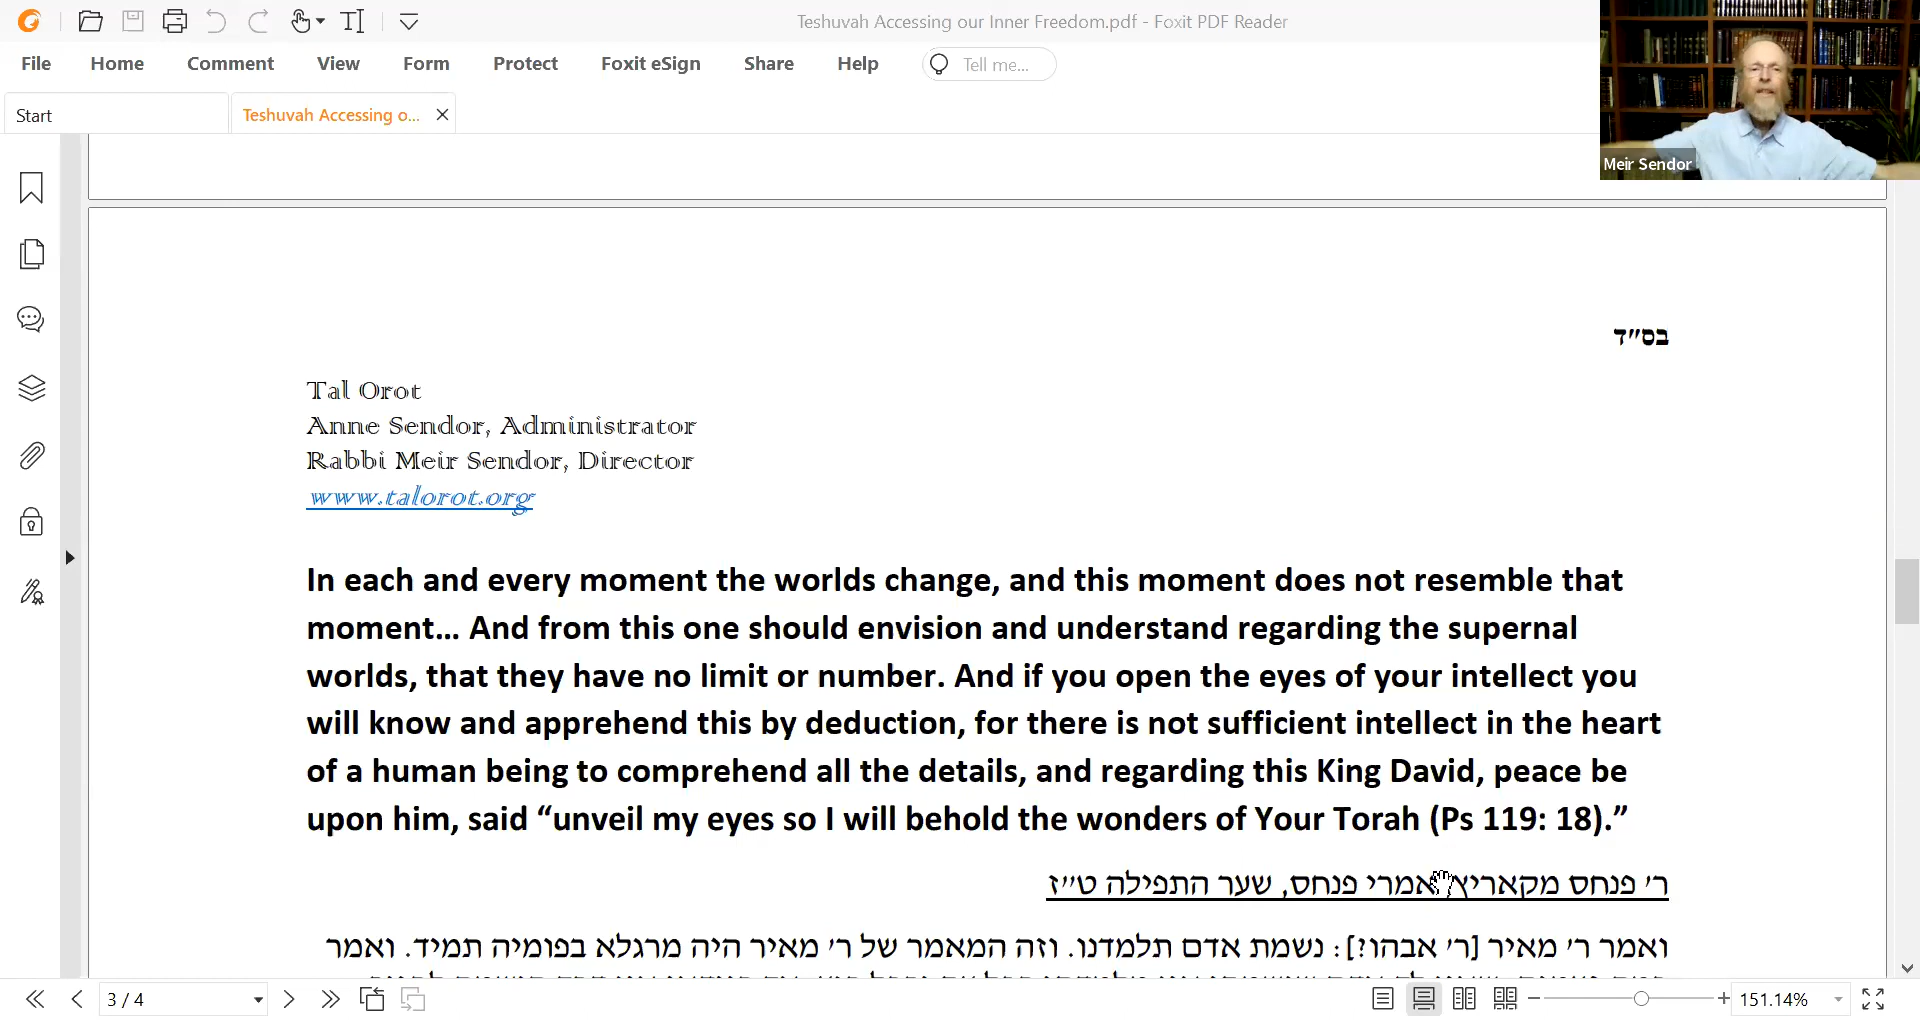 Teshuvah Accessing our Inner Freedom.pdf - Foxit PDF Reader
File Home Comment View Form Protect Foxit eSign Share Help Tell me...
Start Teshuvah Accessing o...
Meir Sendor
בס״ד
Tal Orot
Anne Sendor, Administrator
Rabbi Meir Sendor, Director
www.talorot.org
In each and every moment the worlds change, and this moment does not resemble that
moment... And from this one should envision and understand regarding the supernal
worlds, that they have no limit or number. And if you open the eyes of your intellect you
will know and apprehend this by deduction, for there is not sufficient intellect in the heart
of a human being to comprehend all the details, and regarding this King David, peace be
upon him, said “unveil my eyes so I will behold the wonders of Your Torah (Ps 119: 18).”
ר׳ פנחס מקאריץ אמרי פנחס, שער התפילה ט״ז
ואמר ר׳ מאיר [ר׳ אבהו?]: נשמת אדם תלמדנו. וזה המאמר של ר׳ מאיר היה מרגלא בפומיה תמיד. ואמר
3 / 4 151.14%